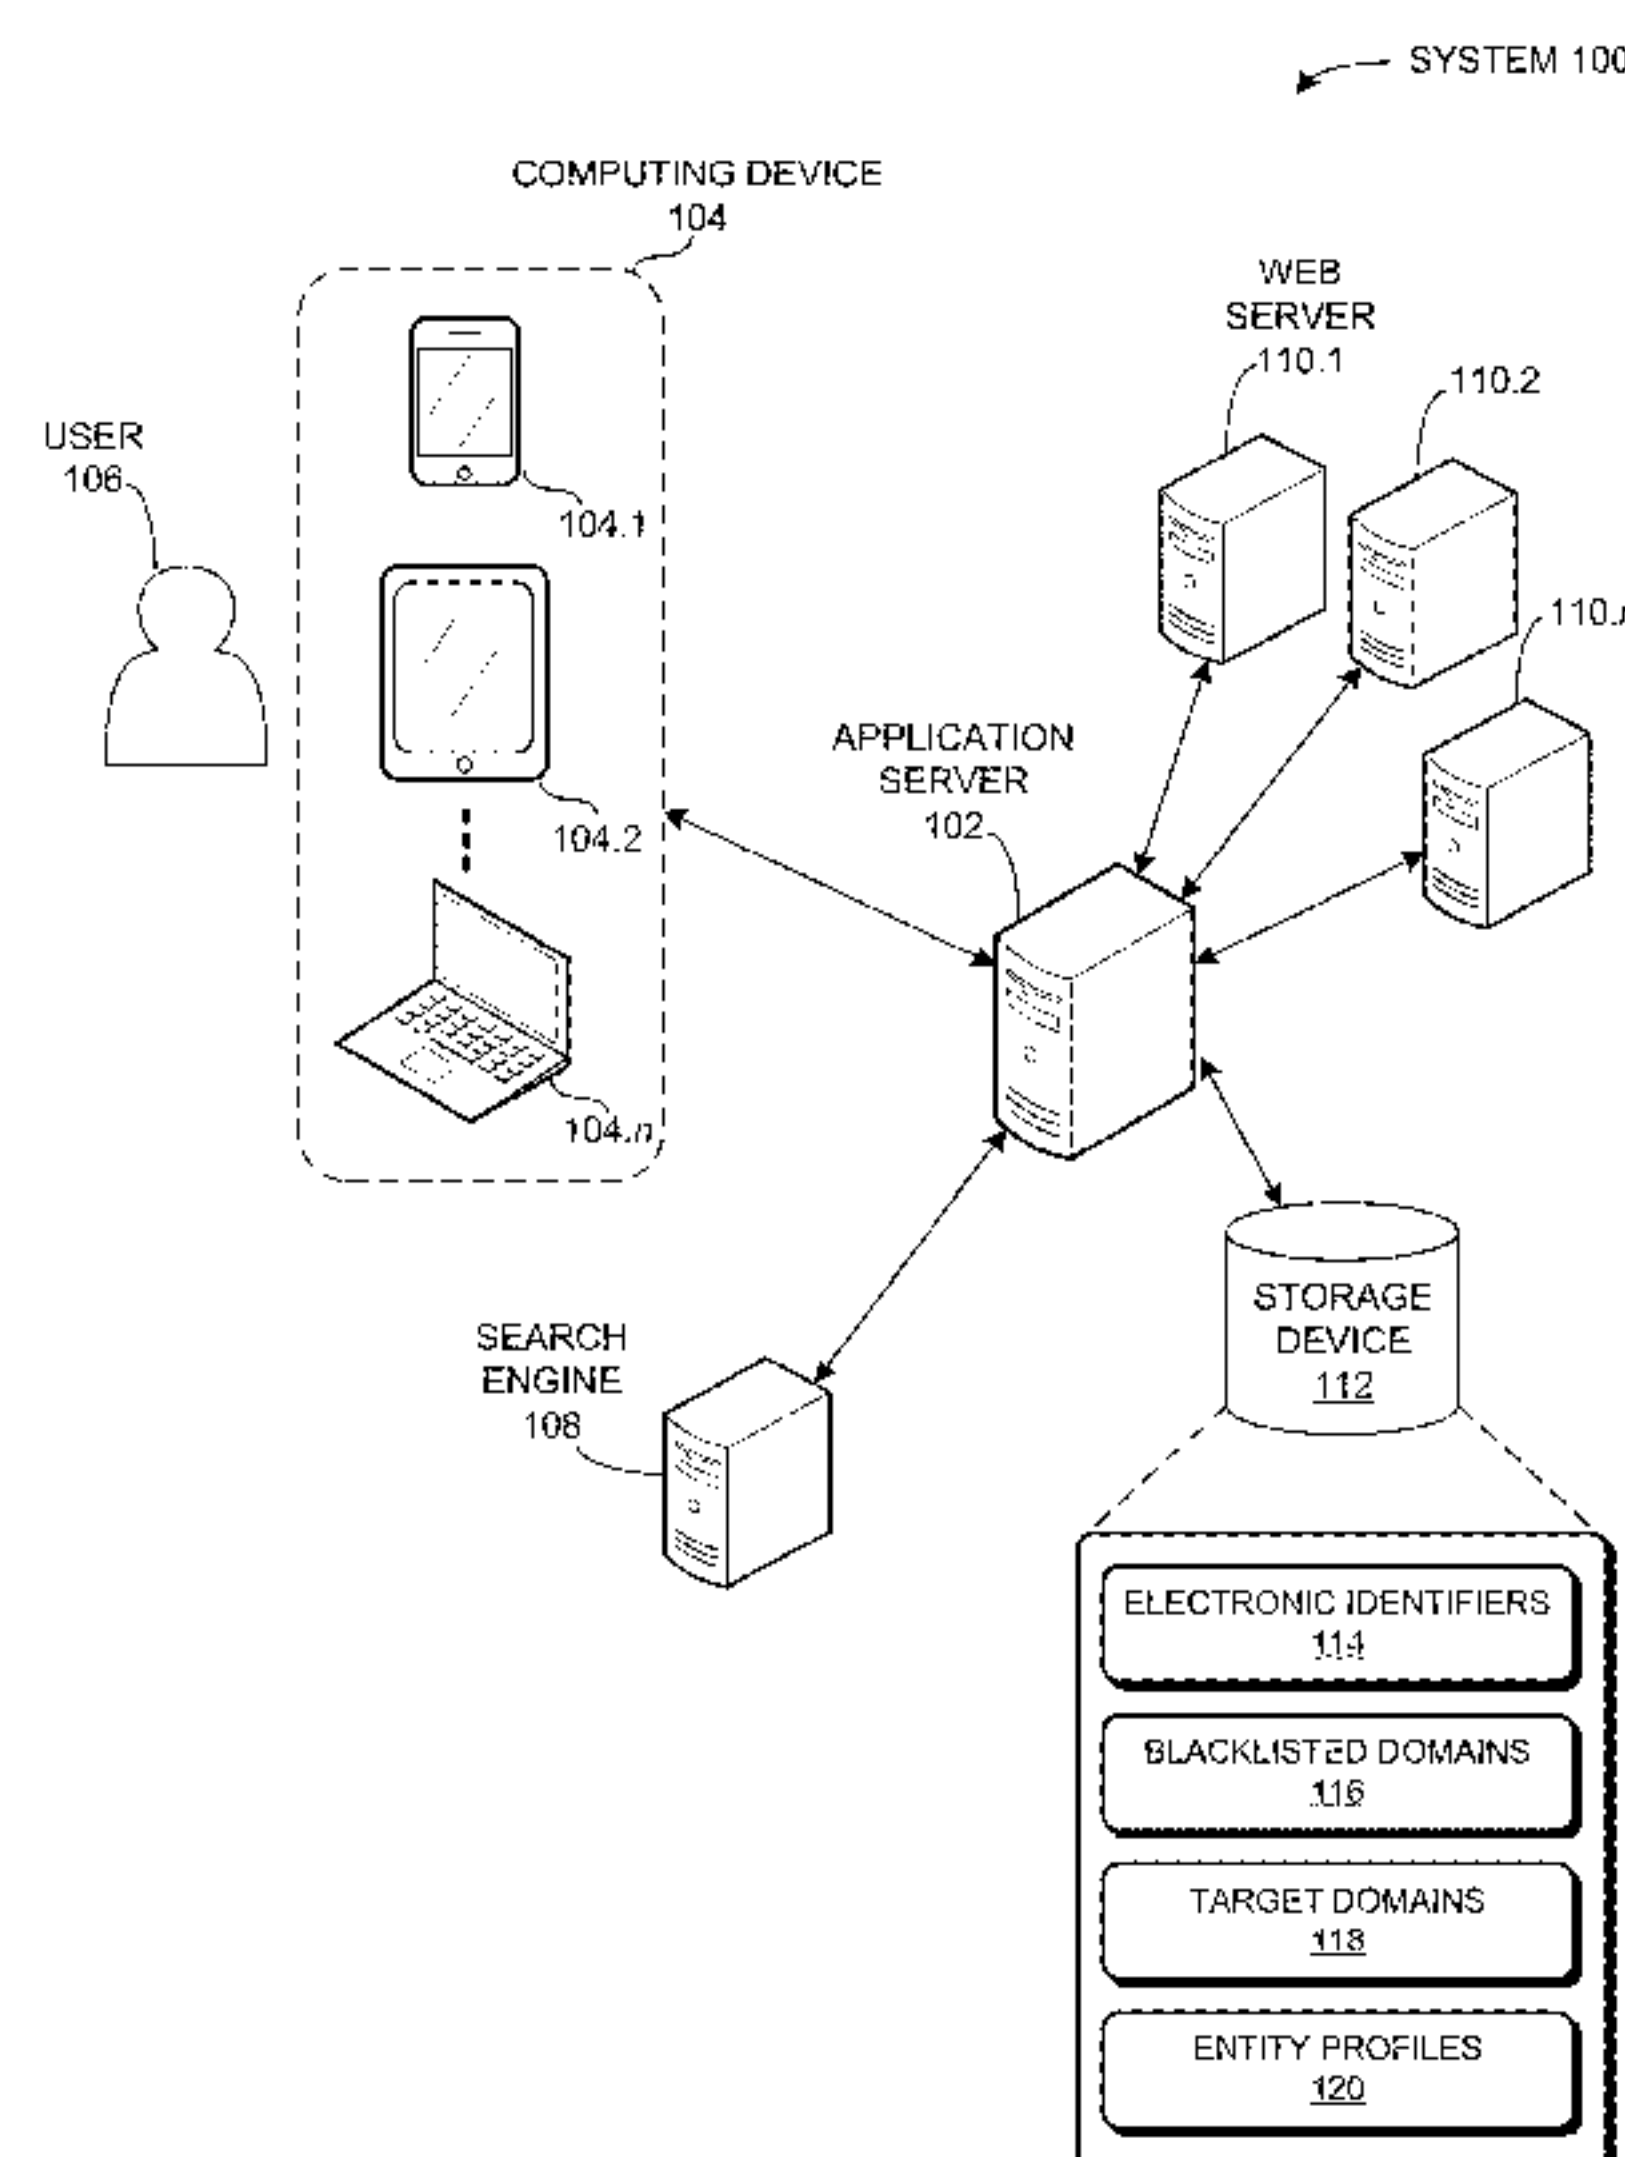 SYSTEM 100
COMPUTING DEVICE
104
WEB
SERVER
110.1
110.2
USER
106
104.1
110.
APPLICATION
SERVER
102
104.2
104.n
STORAGE
DEVICE
112
SEARCH
ENGINE
108
ELECTRONIC IDENTIFIERS
114
BLACKLISTED DOMAINS
116
TARGET DOMAINS
118
ENTITY PROFILES
120